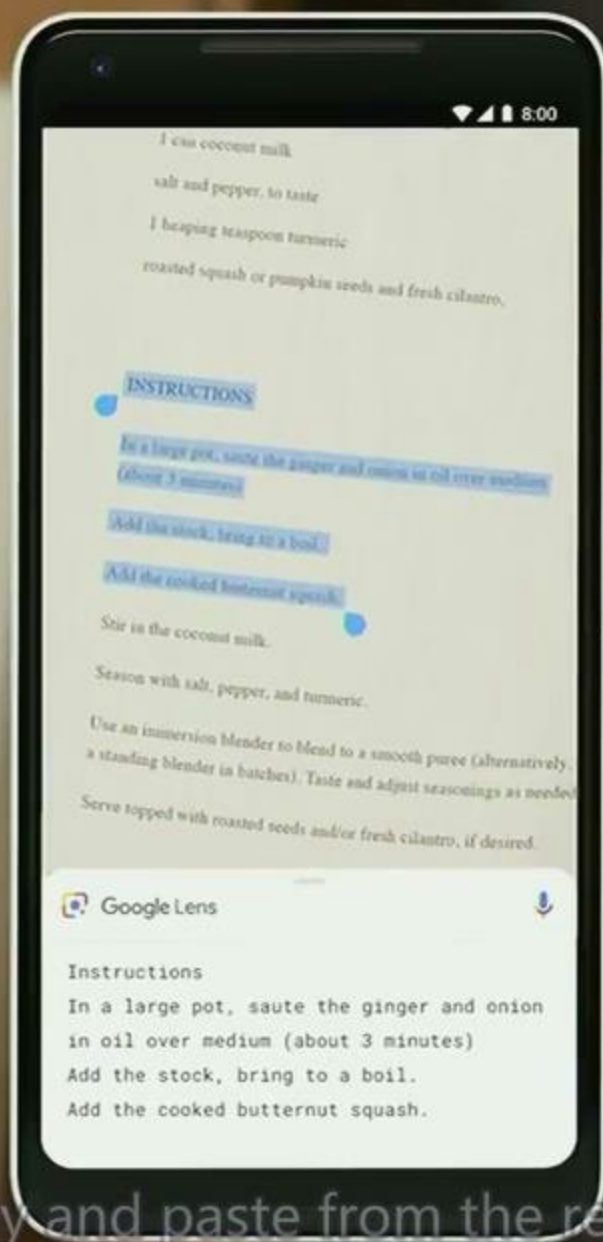 8:00
1 can coconut milk
salt and pepper, to taste
1 heaping teaspoon turmeric
roasted squash or pumpkin seeds and fresh cilantro,
INSTRUCTIONS
In a large pot, saute the ginger and onion in oil over medium
(about 3 minutes)
Add the stock, bring to a boil.
Add the cooked butternut squash.
Stir in the coconut milk.
Season with salt, pepper, and turmeric.
Use an immersion blender to blend to a smooth puree (alternatively,
a standing blender in batches). Taste and adjust seasonings as needed
Serve topped with roasted seeds and/or fresh cilantro, if desired.
Google Lens
Instructions
In a large pot, saute the ginger and onion
in oil over medium (about 3 minutes)
Add the stock, bring to a boil.
Add the cooked butternut squash.
y and paste from the re